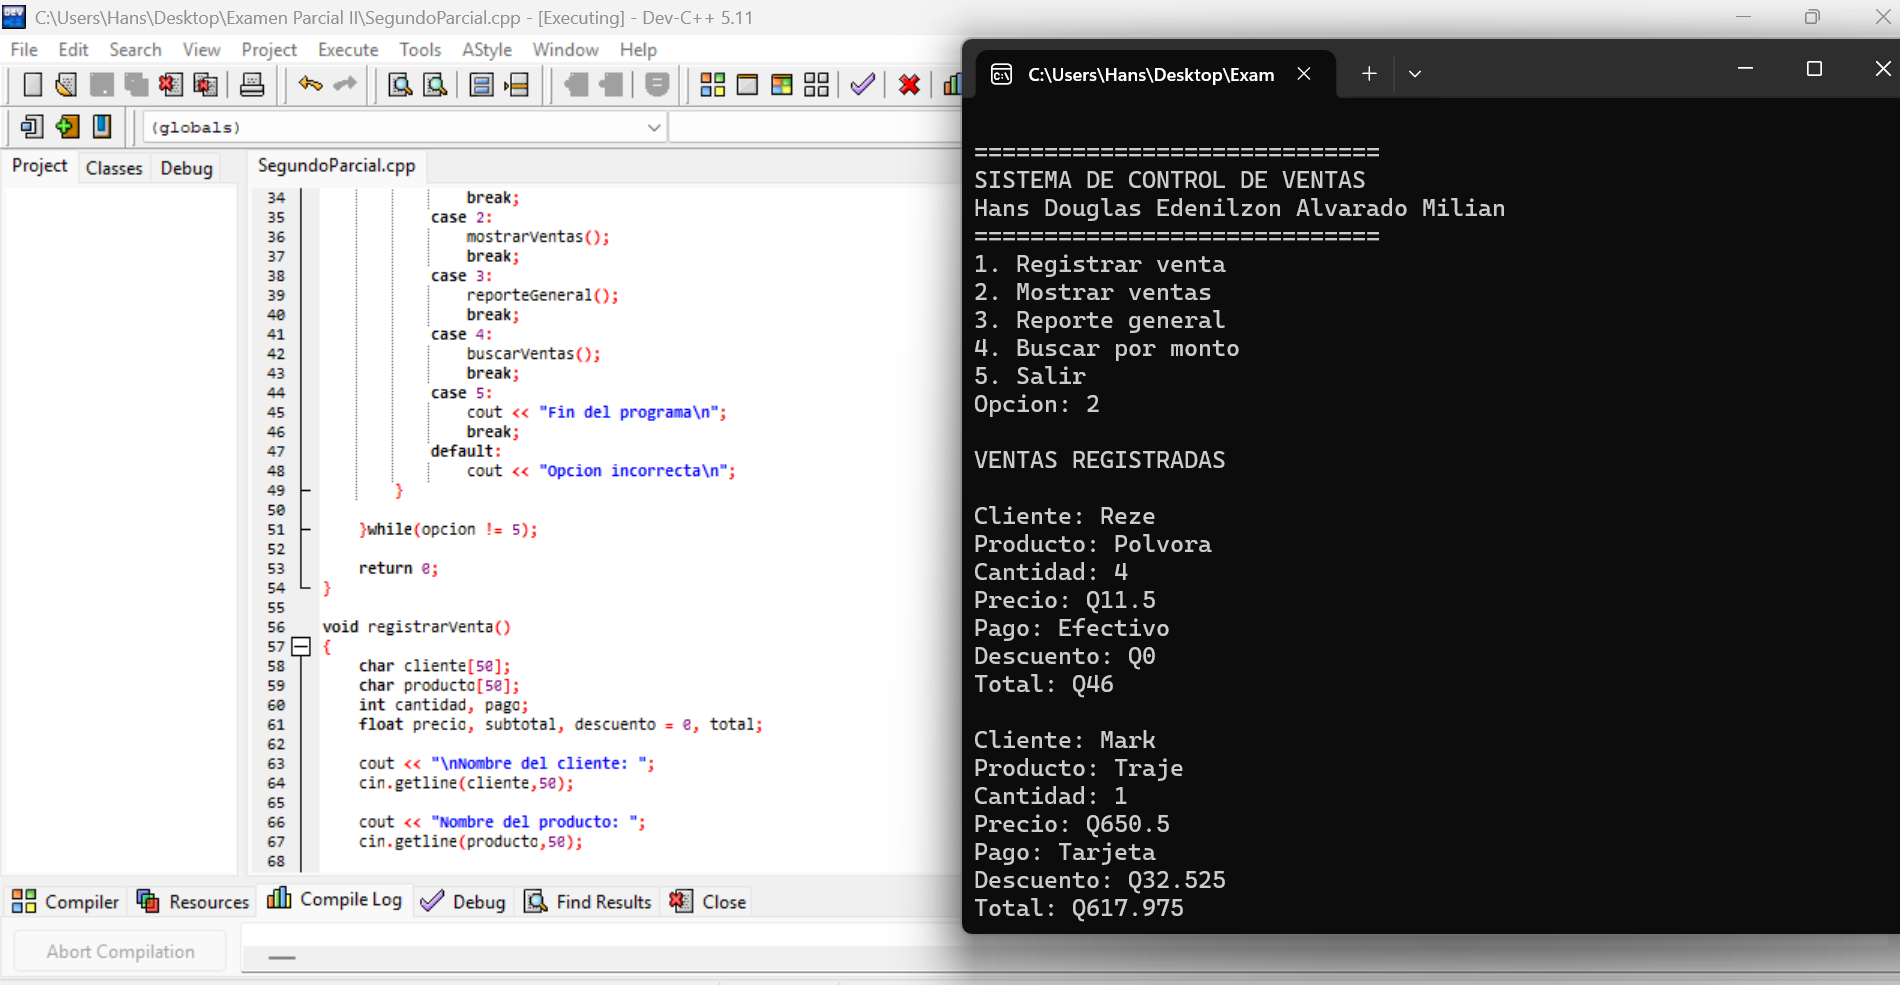 C:\Users\Hans\Desktop\Examen Parcial II\SegundoParcial.cpp - [Executing] - Dev-C++ 5.11
File Edit Search View Project Execute Tools AStyle Window Help
(globals)
Project Classes Debug
SegundoParcial.cpp
34 break;
35 case 2:
36 mostrarVentas();
37 break;
38 case 3:
39 reporteGeneral();
40 break;
41 case 4:
42 buscarVentas();
43 break;
44 case 5:
45 cout << "Fin del programa\n";
46 break;
47 default:
48 cout << "Opcion incorrecta\n";
49 }
50
51 }while(opcion != 5);
52
53 return 0;
54 }
55
56 void registrarVenta()
57 {
58 char cliente[50];
59 char producto[50];
60 int cantidad, pago;
61 float precio, subtotal, descuento = 0, total;
62
63 cout << "\nNombre del cliente: ";
64 cin.getline(cliente,50);
65
66 cout << "Nombre del producto: ";
67 cin.getline(producto,50);
68
Compiler Resources Compile Log Debug Find Results Close
Abort Compilation
C:\Users\Hans\Desktop\Exam
=============================
SISTEMA DE CONTROL DE VENTAS
Hans Douglas Edenilzon Alvarado Milian
=============================
1. Registrar venta
2. Mostrar ventas
3. Reporte general
4. Buscar por monto
5. Salir
Opcion: 2
VENTAS REGISTRADAS
Cliente: Reze
Producto: Polvora
Cantidad: 4
Precio: Q11.5
Pago: Efectivo
Descuento: Q0
Total: Q46
Cliente: Mark
Producto: Traje
Cantidad: 1
Precio: Q650.5
Pago: Tarjeta
Descuento: Q32.525
Total: Q617.975